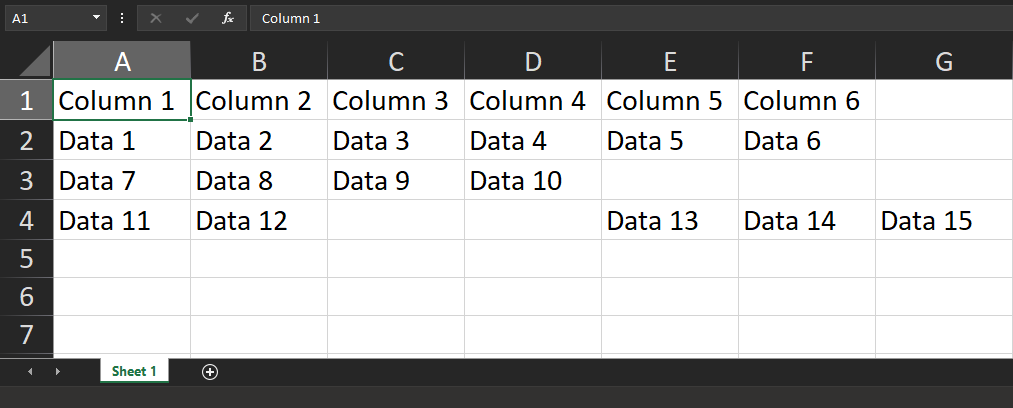 A1 fx Column 1
A B C D E F G
1 Column 1 Column 2 Column 3 Column 4 Column 5 Column 6
2 Data 1 Data 2 Data 3 Data 4 Data 5 Data 6
3 Data 7 Data 8 Data 9 Data 10
4 Data 11 Data 12 Data 13 Data 14 Data 15
5
6
7
Sheet 1